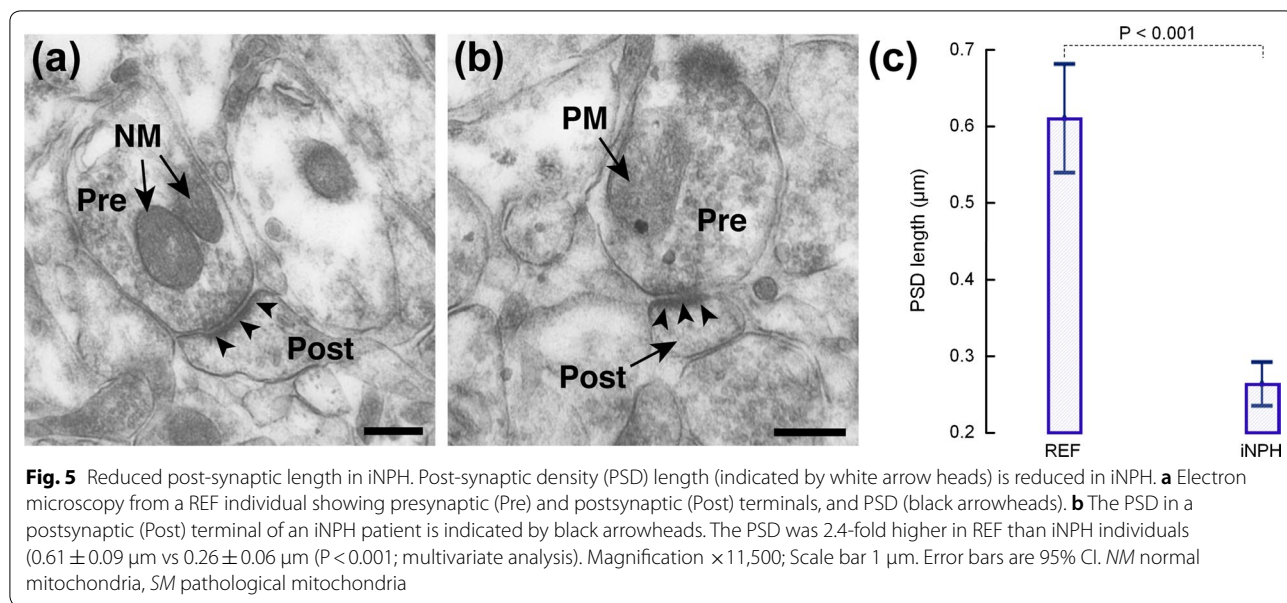 (a)
NM
Pre
Post
(b)
PM
Pre
Post
(c)
P < 0.001
0.7
0.6
0.5
0.4
0.3
0.2
PSD length (µm)
REF
iNPH
Fig. 5 Reduced post-synaptic length in iNPH. Post-synaptic density (PSD) length (indicated by white arrow heads) is reduced in iNPH. a Electron
microscopy from a REF individual showing presynaptic (Pre) and postsynaptic (Post) terminals, and PSD (black arrowheads). b The PSD in a
postsynaptic (Post) terminal of an iNPH patient is indicated by black arrowheads. The PSD was 2.4-fold higher in REF than iNPH individuals
(0.61 ± 0.09 µm vs 0.26 ± 0.06 µm (P < 0.001; multivariate analysis). Magnification ×11,500; Scale bar 1 µm. Error bars are 95% CI. NM normal
mitochondria, SM pathological mitochondria